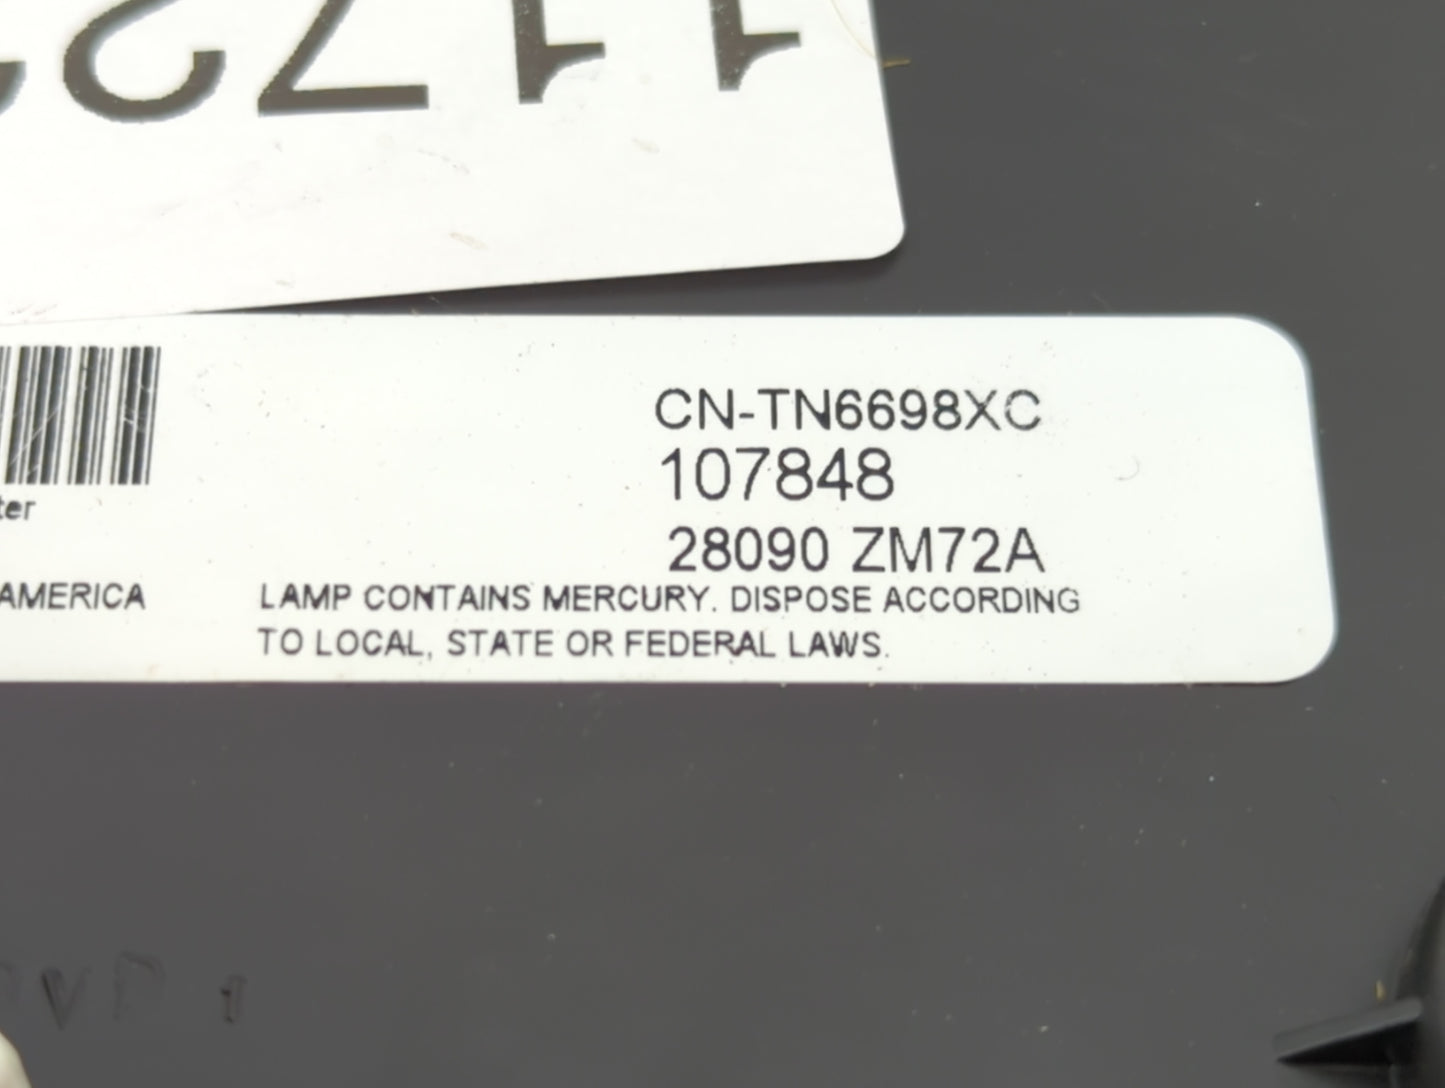 CN-TN6698XC
107848
28090 ZM72A
ter
AMERICA
LAMP CONTAINS MERCURY. DISPOSE ACCORDING
TO LOCAL, STATE OR FEDERAL LAWS.